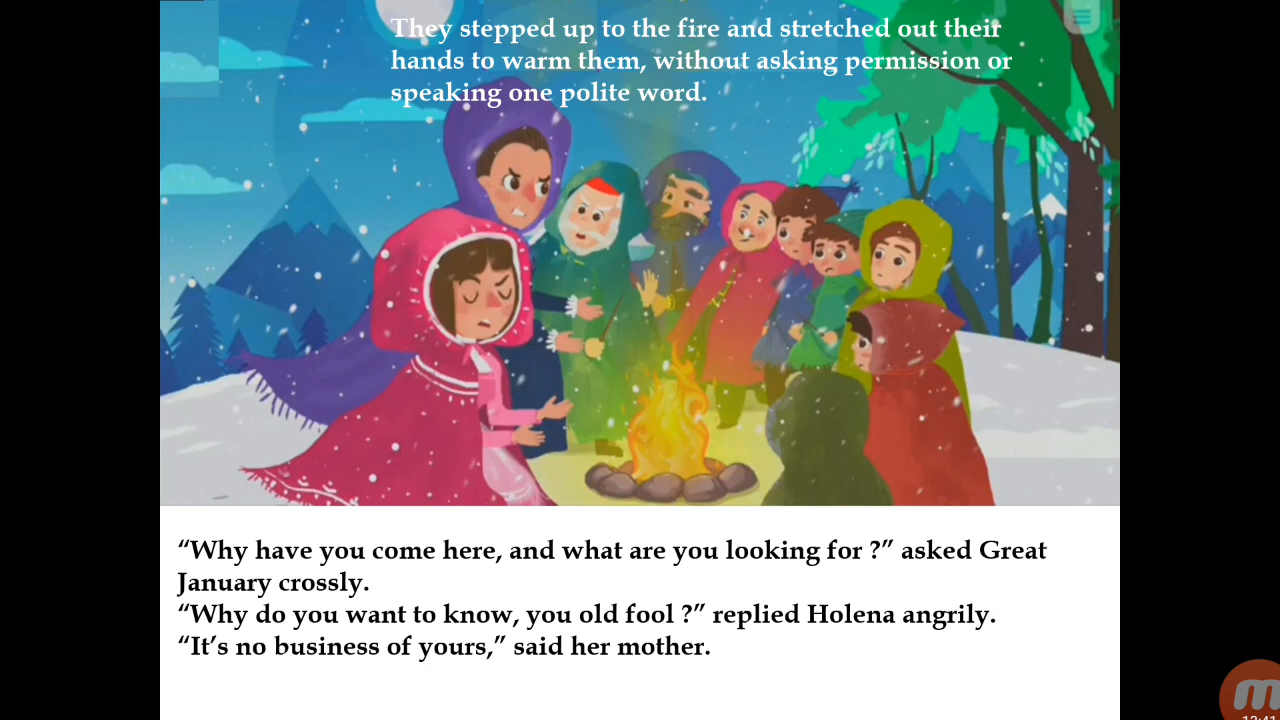 They stepped up to the fire and stretched out their
hands to warm them, without asking permission or
speaking one polite word.
“Why have you come here, and what are you looking for ?” asked Great
January crossly.
“Why do you want to know, you old fool ?” replied Holena angrily.
“It’s no business of yours,” said her mother.